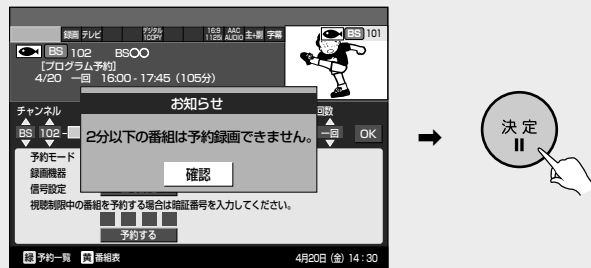 録画 テレビ デジタル 1COPY 16:9 1125i AAC AUDIO 主+副 字幕 BS 101
BS 102 BS○○
[プログラム予約]
4/20 一回 16:00 - 17:45（105分）
お知らせ
チャンネル 回数
BS 102- 2分以下の番組は予約録画できません。 一回 OK
確認
予約モード
録画機器
信号設定
視聴制限中の番組を予約する場合は暗証番号を入力してください。
予約する
緑 予約一覧 黄 番組表 4月20日（金）14：30
決定